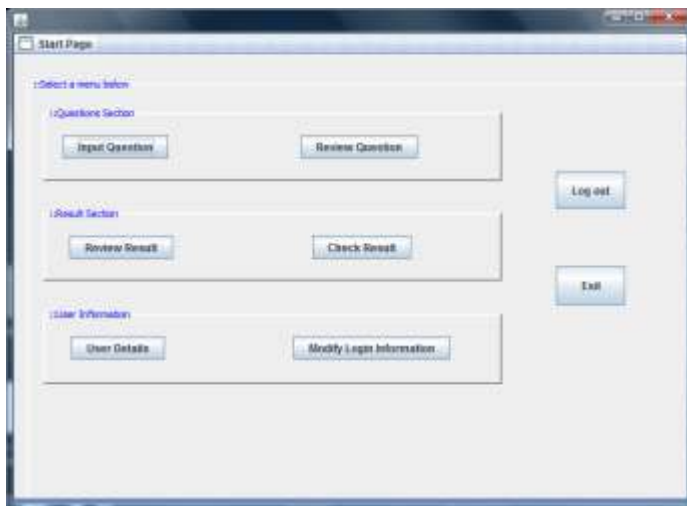 Start Page
::Select a menu below
::Questions Section
Input Question
Review Question
Log out
::Result Section
Review Result
Check Result
Exit
::User Information
User Details
Modify Login Information